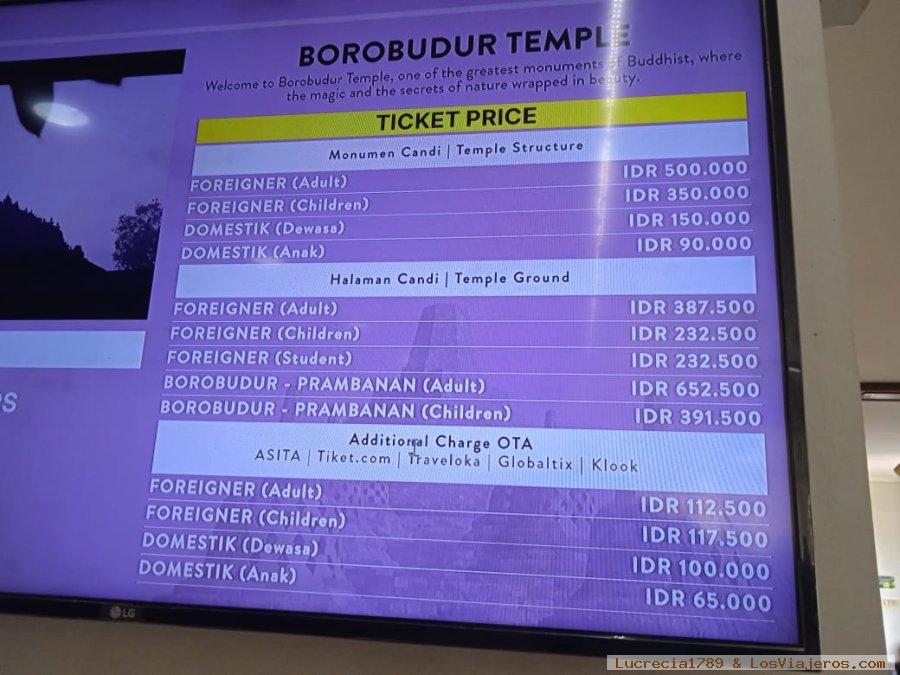 BOROBUDUR TEMPLE
Welcome to Borobudur Temple, one of the greatest monuments of Buddhist, where
the magic and the secrets of nature wrapped in beauty.
TICKET PRICE
Monumen Candi | Temple Structure
FOREIGNER (Adult) IDR 500.000
FOREIGNER (Children) IDR 350.000
DOMESTIK (Dewasa) IDR 150.000
DOMESTIK (Anak) IDR 90.000
Halaman Candi | Temple Ground
FOREIGNER (Adult) IDR 387.500
FOREIGNER (Children) IDR 232.500
FOREIGNER (Student) IDR 232.500
BOROBUDUR - PRAMBANAN (Adult) IDR 652.500
BOROBUDUR - PRAMBANAN (Children) IDR 391.500
Additional Charge OTA
ASITA | Tiket.com | Traveloka | Globaltix | Klook
FOREIGNER (Adult) IDR 112.500
FOREIGNER (Children) IDR 117.500
DOMESTIK (Dewasa) IDR 100.000
DOMESTIK (Anak) IDR 65.000
PS
LG
Lucrecia1789 & LosViajeros.com